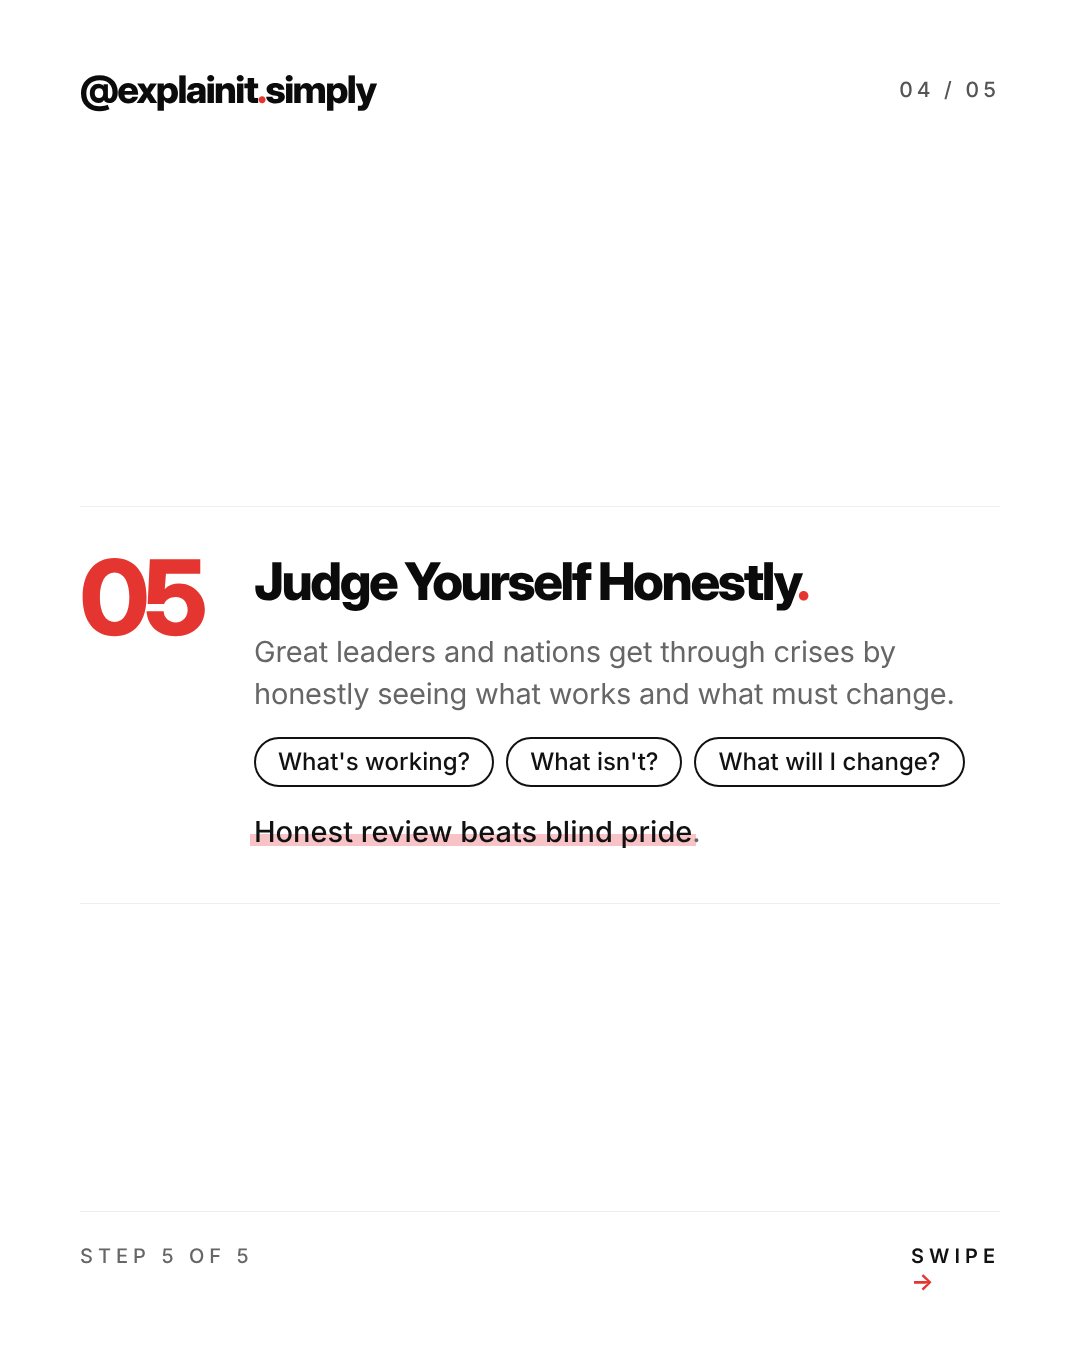 @explainit.simply
04 / 05
05
Judge Yourself Honestly.
Great leaders and nations get through crises by
honestly seeing what works and what must change.
What's working?
What isn't?
What will I change?
Honest review beats blind pride.
STEP 5 OF 5
SWIPE
→